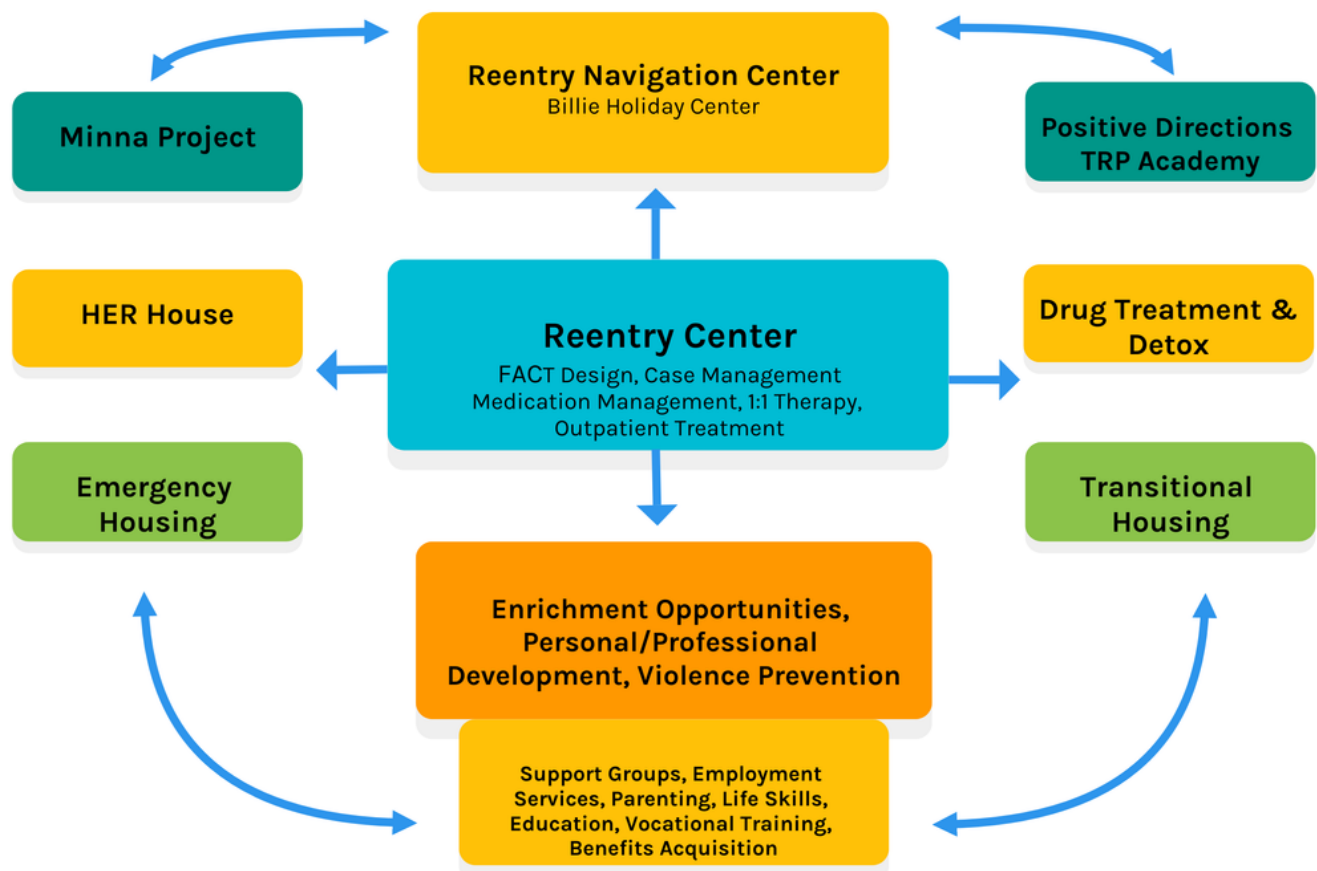 Reentry Navigation Center
Billie Holiday Center
Minna Project
Positive Directions
TRP Academy
HER House
Reentry Center
FACT Design, Case Management
Medication Management, 1:1 Therapy,
Outpatient Treatment
Drug Treatment &
Detox
Emergency
Housing
Transitional
Housing
Enrichment Opportunities,
Personal/Professional
Development, Violence Prevention
Support Groups, Employment
Services, Parenting, Life Skills,
Education, Vocational Training,
Benefits Acquisition